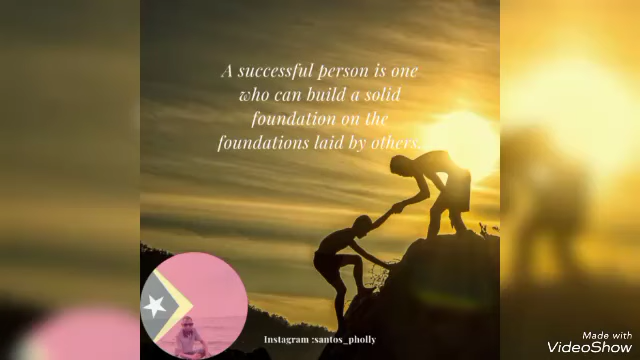 A successful person is one
who can build a solid
foundation on the
foundations laid by others.
Instagram :santos_pholly
Made with
VideoShow